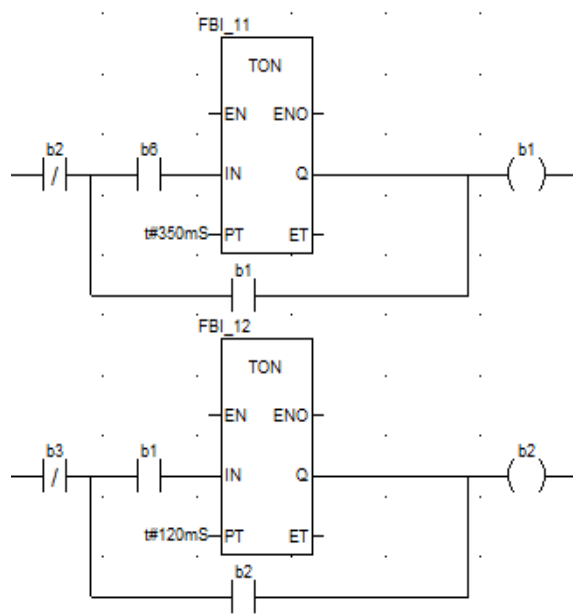 FBI_11
TON
EN ENO
b2 b6 b1
IN Q
t#350mS PT ET
b1
FBI_12
TON
EN ENO
b3 b1 b2
IN Q
t#120mS PT ET
b2